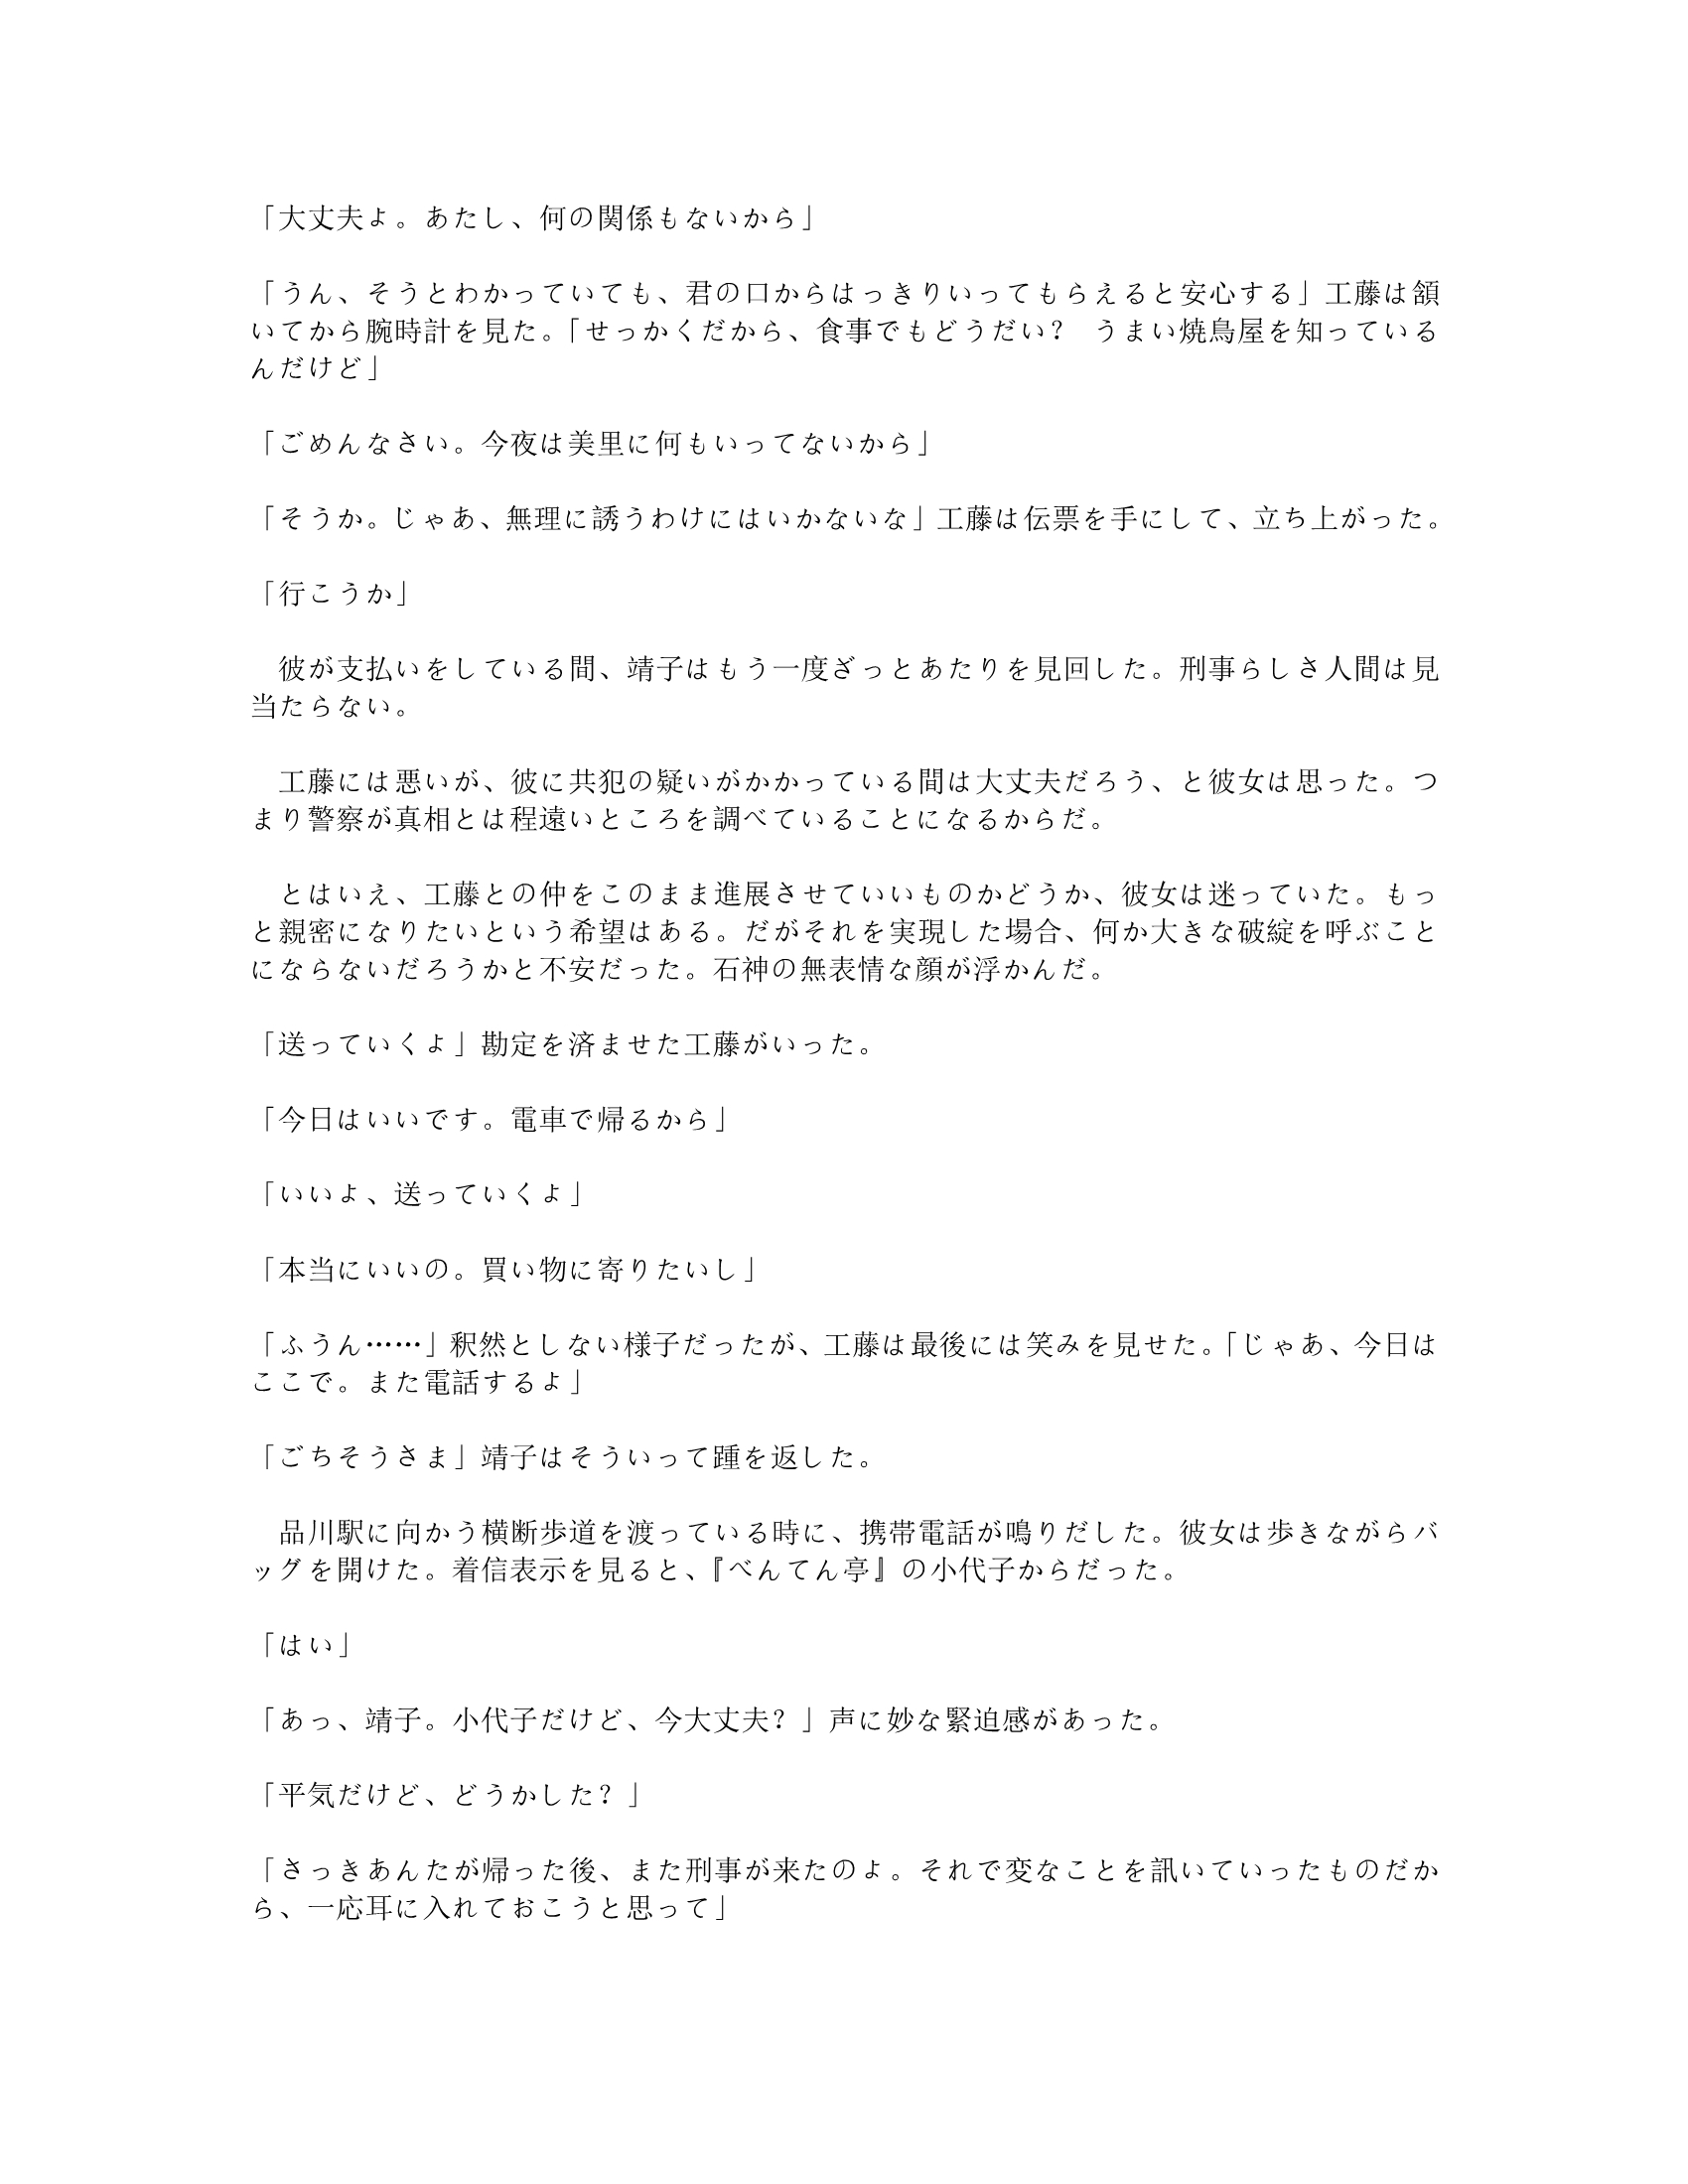 「大丈夫よ。あたし、何の関係もないから」
「うん、そうとわかっていても、君の口からはっきりいってもらえると安心する」工藤は頷
いてから腕時計を見た。「せっかくだから、食事でもどうだい？　うまい焼鳥屋を知っている
んだけど」
「ごめんなさい。今夜は美里に何もいってないから」
「そうか。じゃあ、無理に誘うわけにはいかないな」工藤は伝票を手にして、立ち上がった。
「行こうか」
　彼が支払いをしている間、靖子はもう一度ざっとあたりを見回した。刑事らしさ人間は見
当たらない。
　工藤には悪いが、彼に共犯の疑いがかかっている間は大丈夫だろう、と彼女は思った。つ
まり警察が真相とは程遠いところを調べていることになるからだ。
　とはいえ、工藤との仲をこのまま進展させていいものかどうか、彼女は迷っていた。もっ
と親密になりたいという希望はある。だがそれを実現した場合、何か大きな破綻を呼ぶこと
にならないだろうかと不安だった。石神の無表情な顔が浮かんだ。
「送っていくよ」勘定を済ませた工藤がいった。
「今日はいいです。電車で帰るから」
「いいよ、送っていくよ」
「本当にいいの。買い物に寄りたいし」
「ふうん……」釈然としない様子だったが、工藤は最後には笑みを見せた。「じゃあ、今日は
ここで。また電話するよ」
「ごちそうさま」靖子はそういって踵を返した。
　品川駅に向かう横断歩道を渡っている時に、携帯電話が鳴りだした。彼女は歩きながらバ
ッグを開けた。着信表示を見ると、『べんてん亭』の小代子からだった。
「はい」
「あっ、靖子。小代子だけど、今大丈夫？」声に妙な緊迫感があった。
「平気だけど、どうかした？」
「さっきあんたが帰った後、また刑事が来たのよ。それで変なことを訊いていったものだか
ら、一応耳に入れておこうと思って」